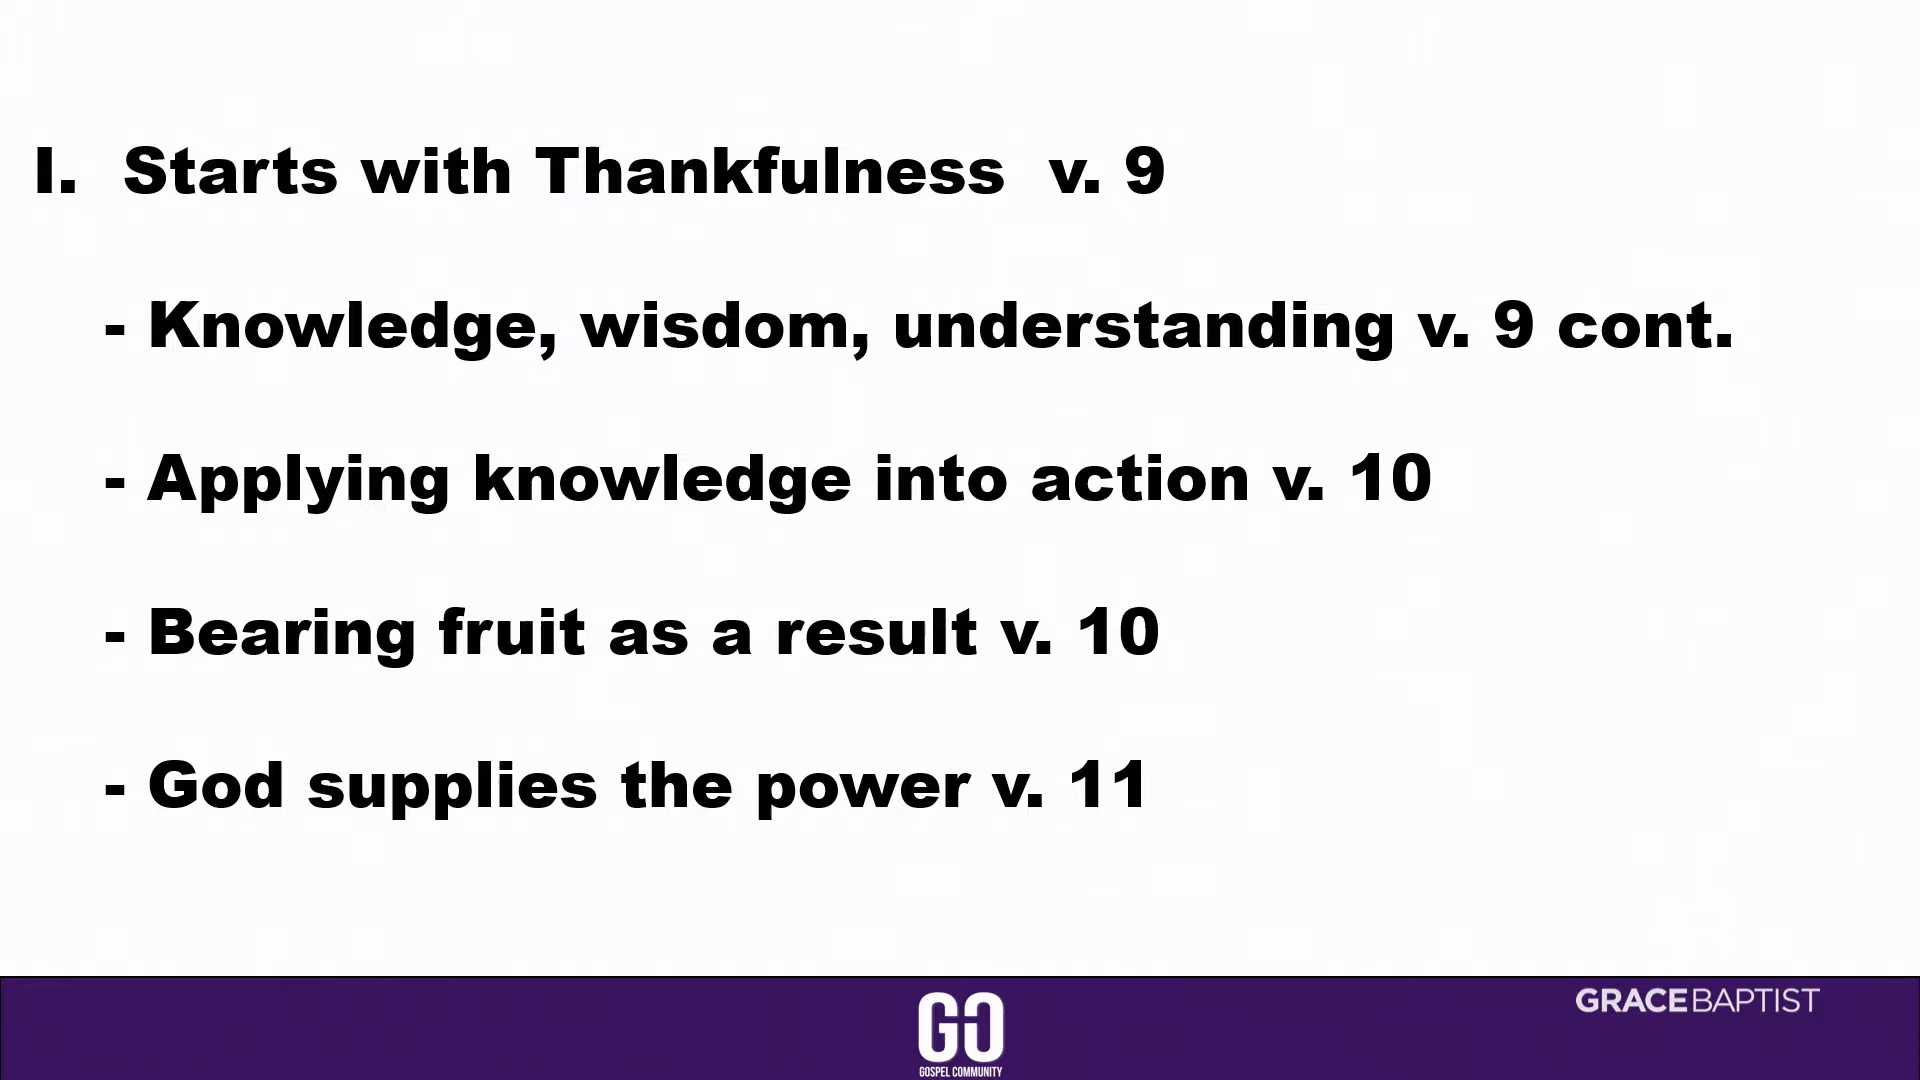 I.  Starts with Thankfulness  v. 9
- Knowledge, wisdom, understanding v. 9 cont.
- Applying knowledge into action v. 10
- Bearing fruit as a result v. 10
- God supplies the power v. 11
GRACEBAPTIST
GO
GOSPEL COMMUNITY